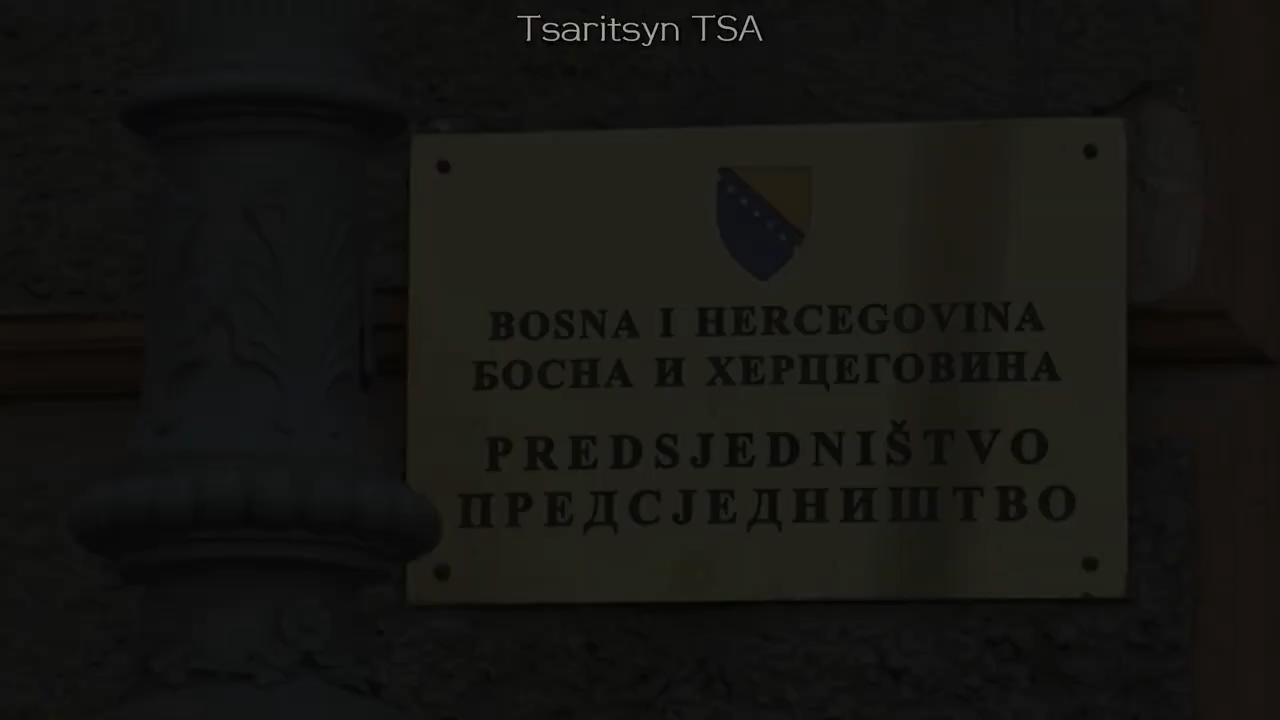 Tsaritsyn TSA
BOSNA I HERCEGOVINA
БОСНА И ХЕРЦЕГОВИНА
PREDSJEDNIŠTVO
ПРЕДСЈЕДНИШТВО